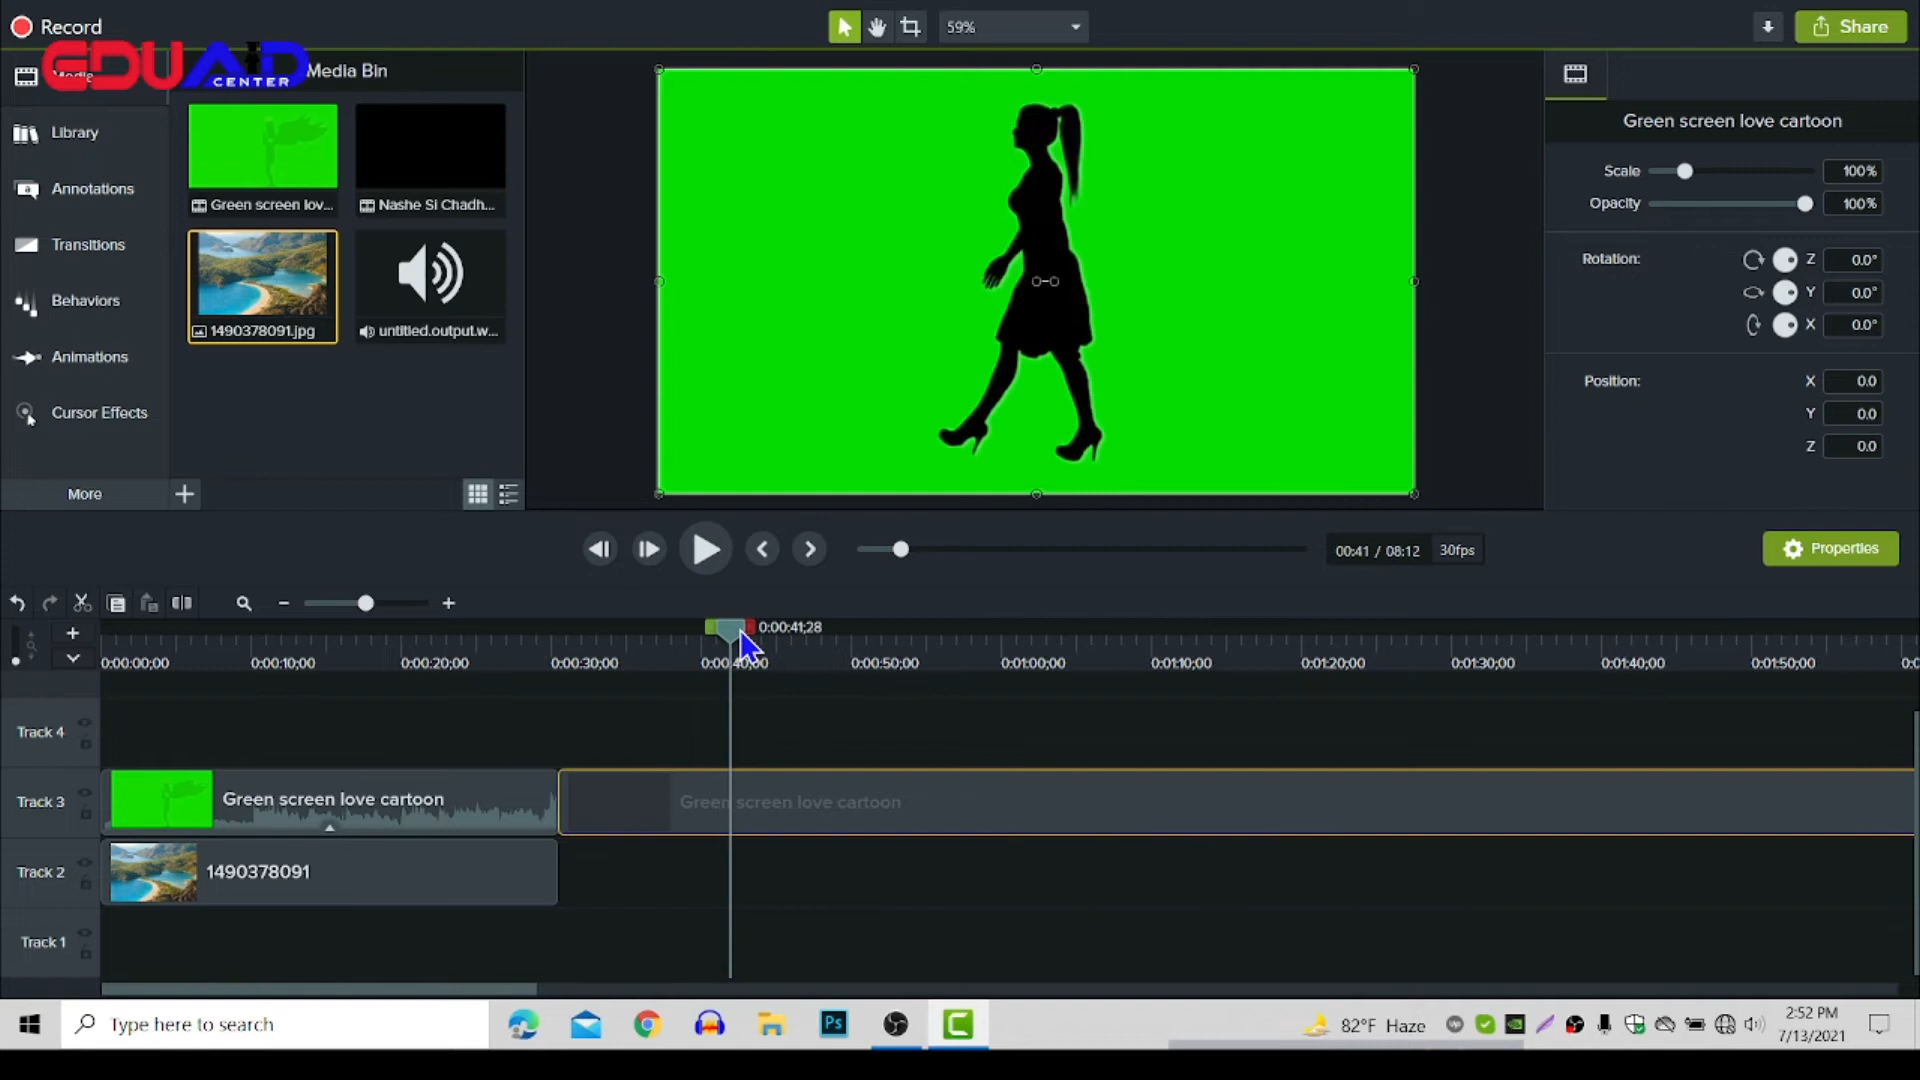 Record
59%
Share
EDUAID
CENTER
Media Bin
Library
Annotations
Transitions
Behaviors
Animations
Cursor Effects
More
Green screen lov...
Nashe Si Chadh...
1490378091.jpg
untitled.output.w...
Green screen love cartoon
Scale
100%
Opacity
100%
Rotation:
Z
0.0°
Y
0.0°
X
0.0°
Position:
X
0.0
Y
0.0
Z
0.0
00:41 / 08:12
30fps
Properties
0:00:41;28
0:00:00;00
0:00:10;00
0:00:20;00
0:00:30;00
0:00:40;00
0:00:50;00
0:01:00;00
0:01:10;00
0:01:20;00
0:01:30;00
0:01:40;00
0:01:50;00
Track 4
Track 3
Green screen love cartoon
Green screen love cartoon
Track 2
1490378091
Track 1
Type here to search
Ps
82°F Haze
2:52 PM
7/13/2021